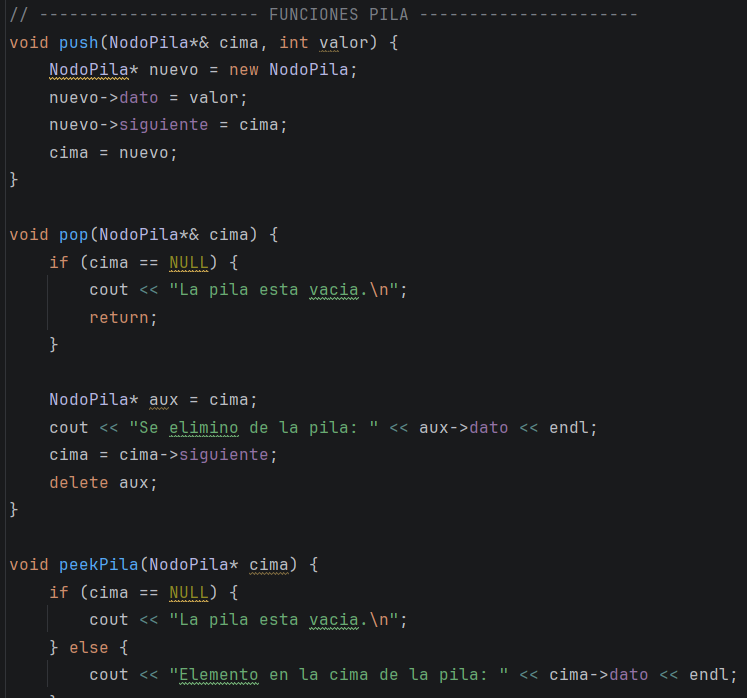 // ---------------------- FUNCIONES PILA ----------------------
void push(NodoPila*& cima, int valor) {
    NodoPila* nuevo = new NodoPila;
    nuevo->dato = valor;
    nuevo->siguiente = cima;
    cima = nuevo;
}

void pop(NodoPila*& cima) {
    if (cima == NULL) {
        cout << "La pila esta vacia.\n";
        return;
    }

    NodoPila* aux = cima;
    cout << "Se elimino de la pila: " << aux->dato << endl;
    cima = cima->siguiente;
    delete aux;
}

void peekPila(NodoPila* cima) {
    if (cima == NULL) {
        cout << "La pila esta vacia.\n";
    } else {
        cout << "Elemento en la cima de la pila: " << cima->dato << endl;
    }